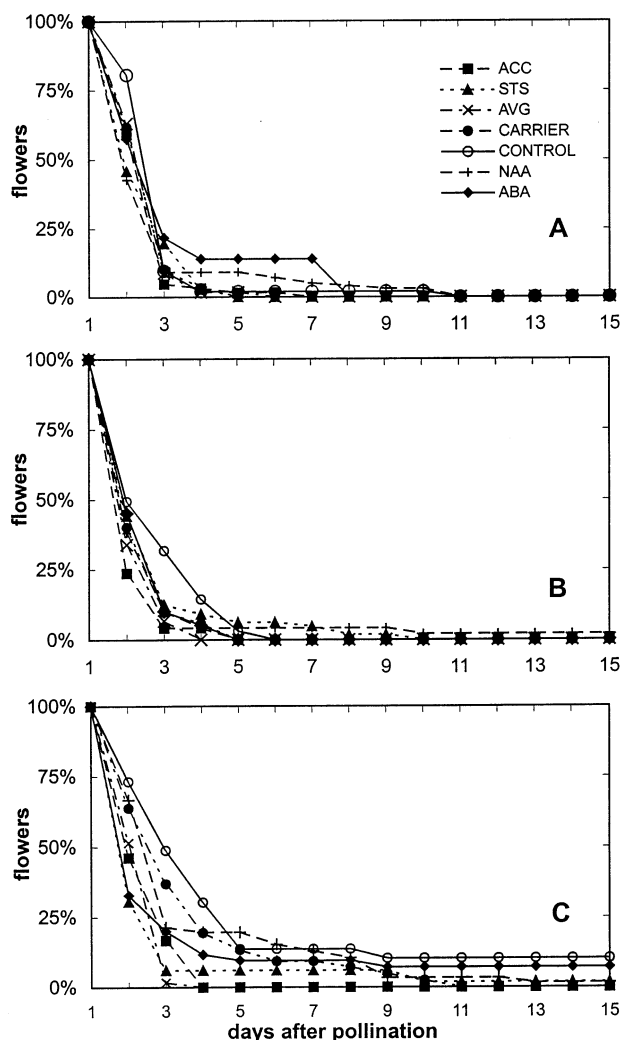 100%
75%
50%
25%
0%
flowers
ACC
STS
AVG
CARRIER
CONTROL
NAA
ABA
A
1 3 5 7 9 11 13 15
100%
75%
50%
25%
0%
flowers
B
1 3 5 7 9 11 13 15
100%
75%
50%
25%
0%
flowers
C
1 3 5 7 9 11 13 15
days after pollination